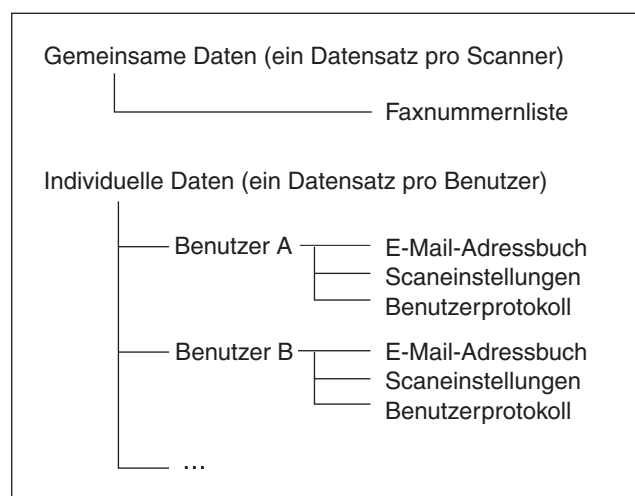 Gemeinsame Daten (ein Datensatz pro Scanner)
Faxnummernliste
Individuelle Daten (ein Datensatz pro Benutzer)
Benutzer A E-Mail-Adressbuch
Scaneinstellungen
Benutzerprotokoll
Benutzer B E-Mail-Adressbuch
Scaneinstellungen
Benutzerprotokoll
...